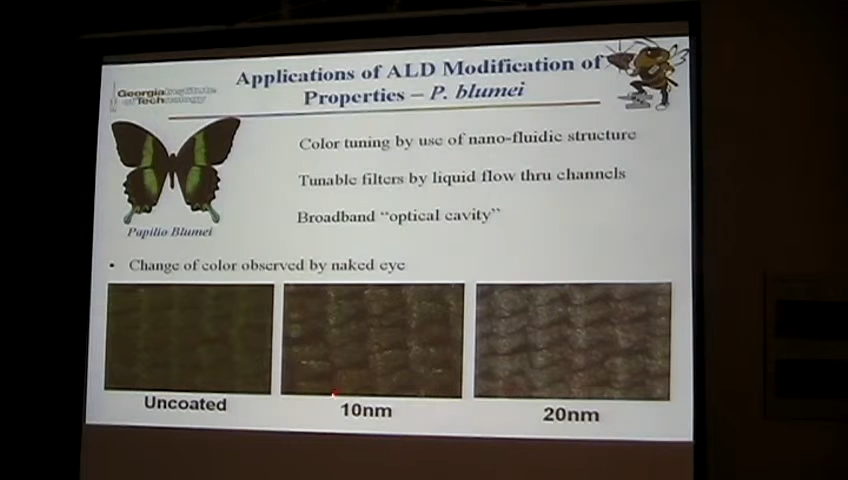 Georgia Institute
of Technology
Applications of ALD Modification of
Properties – P. blumei
Color tuning by use of nano-fluidic structure
Tunable filters by liquid flow thru channels
Broadband “optical cavity”
Papilio Blumei
• Change of color observed by naked eye
Uncoated
10nm
20nm